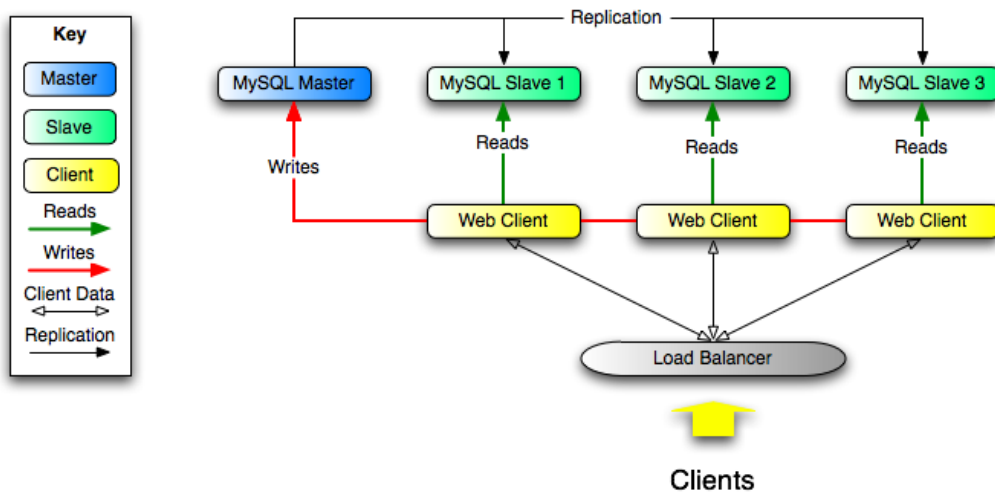 Key
Master
Slave
Client
Reads
Writes
Client Data
Replication
Replication
MySQL Master
MySQL Slave 1
MySQL Slave 2
MySQL Slave 3
Writes
Reads
Reads
Reads
Web Client
Web Client
Web Client
Load Balancer
Clients